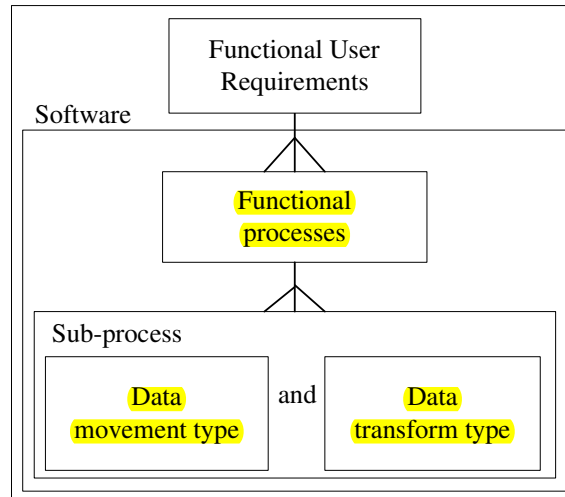 Functional User
Requirements
Software
Functional
processes
Sub-process
Data
movement type
and
Data
transform type